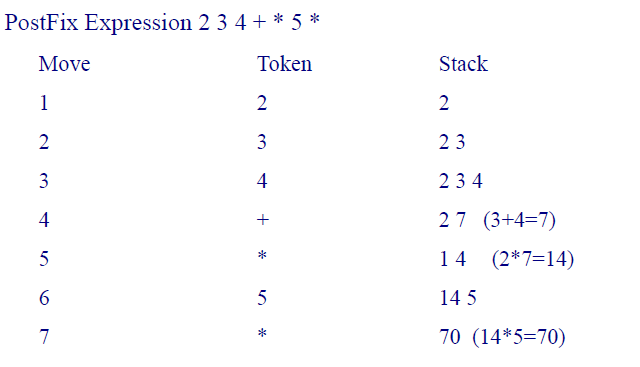 PostFix Expression 2 3 4 + * 5 *
Move Token Stack
1 2 2
2 3 2 3
3 4 2 3 4
4 + 2 7 (3+4=7)
5 * 1 4 (2*7=14)
6 5 14 5
7 * 70 (14*5=70)